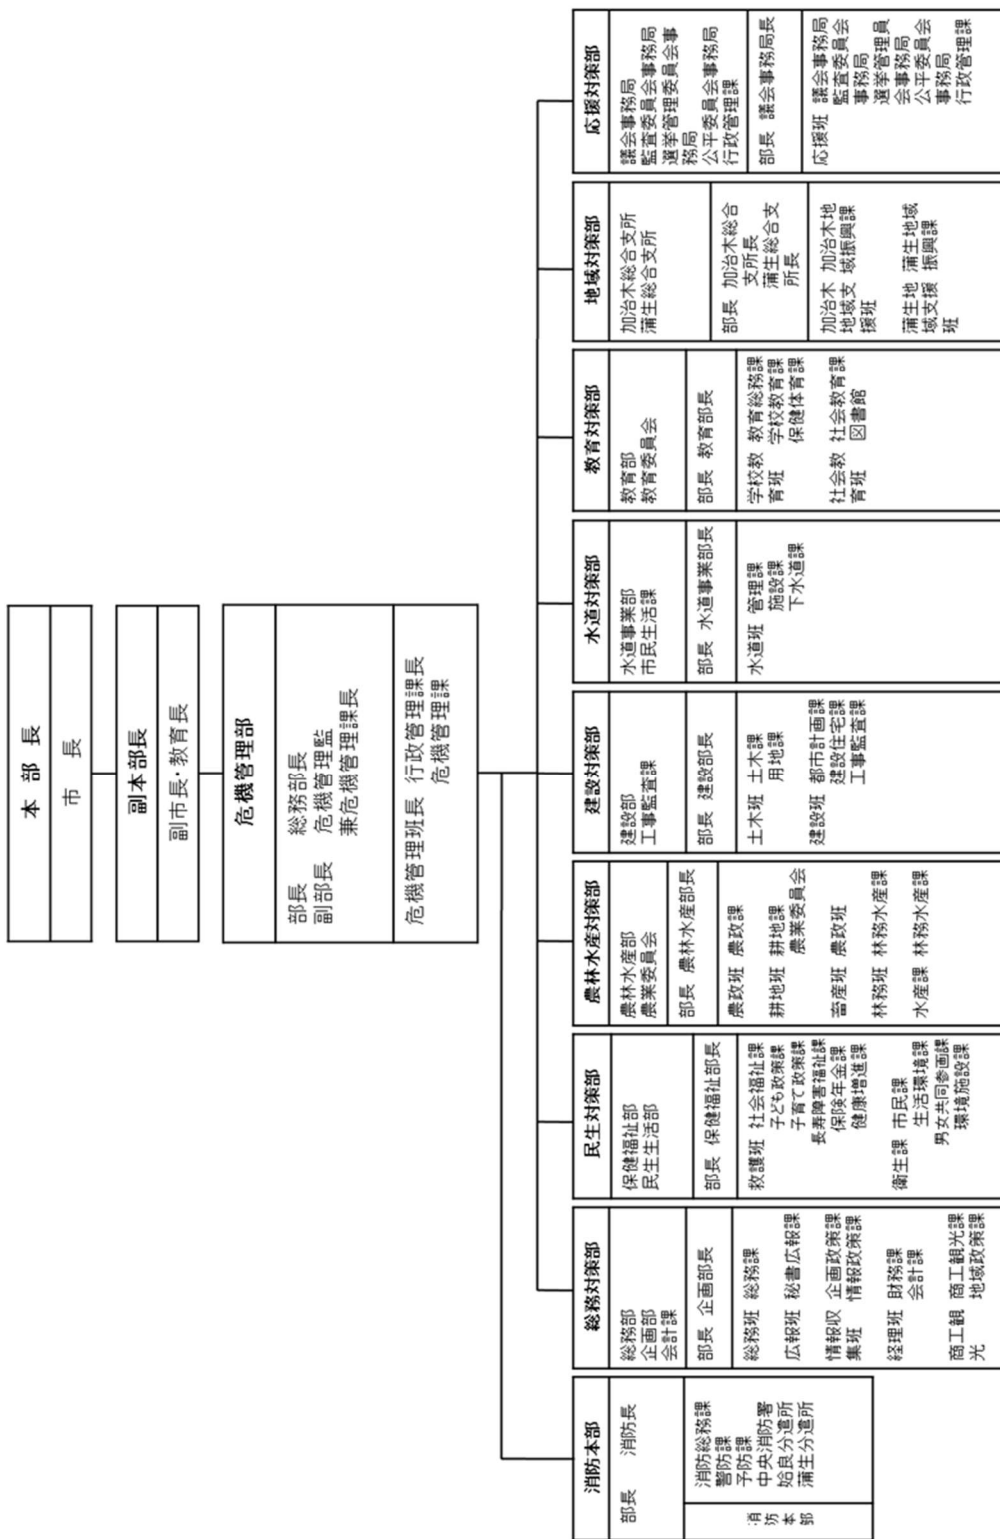 本部長
市長
副本部長
副市長・教育長
危機管理部
部長 総務部長
副部長 危機管理監
兼危機管理課長
危機管理班長 行政管理課長
危機管理課
消防本部
部長 消防長
消防本部
消防総務課
警防課
予防課
中央消防署
姶良分遣所
蒲生分遣所
総務対策部
総務部
企画部
会計課
部長 企画部長
総務班 総務課
広報班 秘書広報課
情報収 企画政策課
集班 情報政策課
経理班 財務課
会計課
商工観 商工観光課
光 地域政策課
民生対策部
保健福祉部
民生生活部
部長 保健福祉部長
救護班 社会福祉課
子ども政策課
子育て政策課
長寿障害福祉課
保険年金課
健康増進課
衛生課 市民課
生活環境課
男女共同参画課
環境施設課
農林水産対策部
農林水産部
農業委員会
部長 農林水産部長
農政班 農政課
耕地班 耕地課
農業委員会
畜産班 農政班
林務班 林務水産課
水産課 林務水産課
建設対策部
建設部
工事監査課
部長 建設部長
土木班 土木課
用地課
建設班 都市計画課
建設住宅課
工事監査課
水道対策部
水道事業部
市民生活課
部長 水道事業部長
水道班 管理課
施設課
下水道課
教育対策部
教育部
教育委員会
部長 教育部長
学校教 教育総務課
育班 学校教育課
保健体育課
社会教 社会教育課
育班 図書館
地域対策部
加治木総合支所
蒲生総合支所
部長 加治木総合
支所長
蒲生総合支
所長
加治木 加治木地
地域支 域振興課
援班
蒲生地 蒲生地域
域支援 振興課
班
応援対策部
議会事務局
監査委員会事務局
選挙管理委員会事
務局
公平委員会事務局
行政管理課
部長 議会事務局長
応援班 議会事務局
監査委員会
事務局
選挙管理員
会事務局
公平委員会
事務局
行政管理課